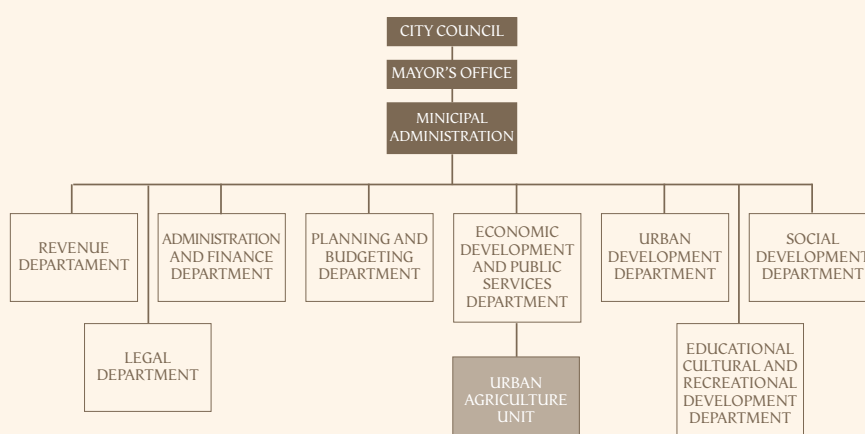 CITY COUNCIL
MAYOR'S OFFICE
MINICIPAL
ADMINISTRATION
REVENUE
DEPARTAMENT
ADMINISTRATION
AND FINANCE
DEPARTMENT
PLANNING AND
BUDGETING
DEPARTMENT
ECONOMIC
DEVELOPMENT
AND PUBLIC
SERVICES
DEPARTMENT
URBAN
DEVELOPMENT
DEPARTMENT
SOCIAL
DEVELOPMENT
DEPARTMENT
LEGAL
DEPARTMENT
URBAN
AGRICULTURE
UNIT
EDUCATIONAL
CULTURAL AND
RECREATIONAL
DEVELOPMENT
DEPARTMENT